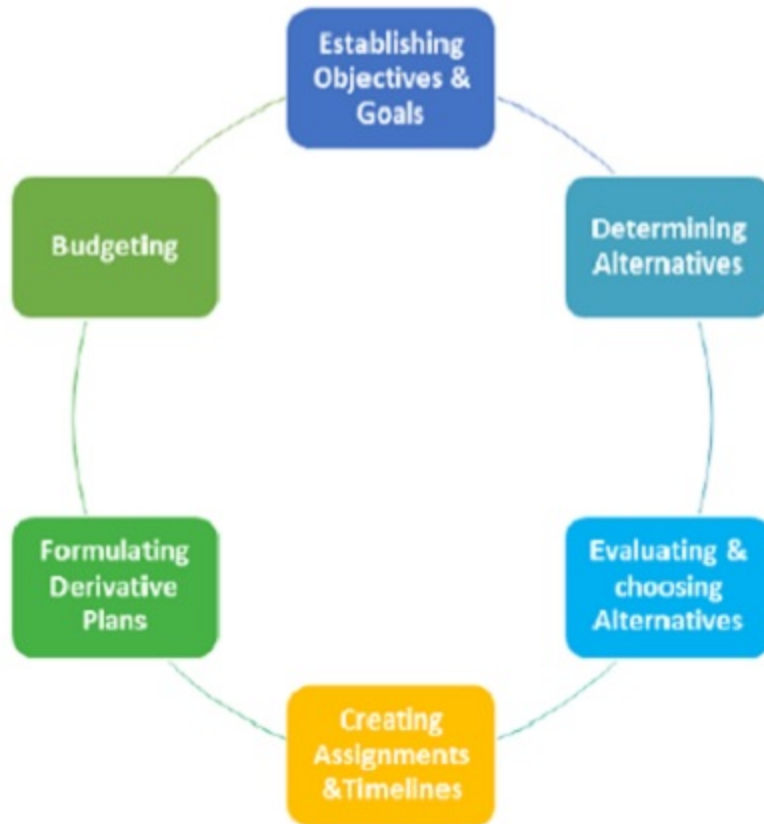 Establishing
Objectives &
Goals
Determining
Alternatives
Evaluating &
choosing
Alternatives
Creating
Assignments
&Timelines
Formulating
Derivative
Plans
Budgeting